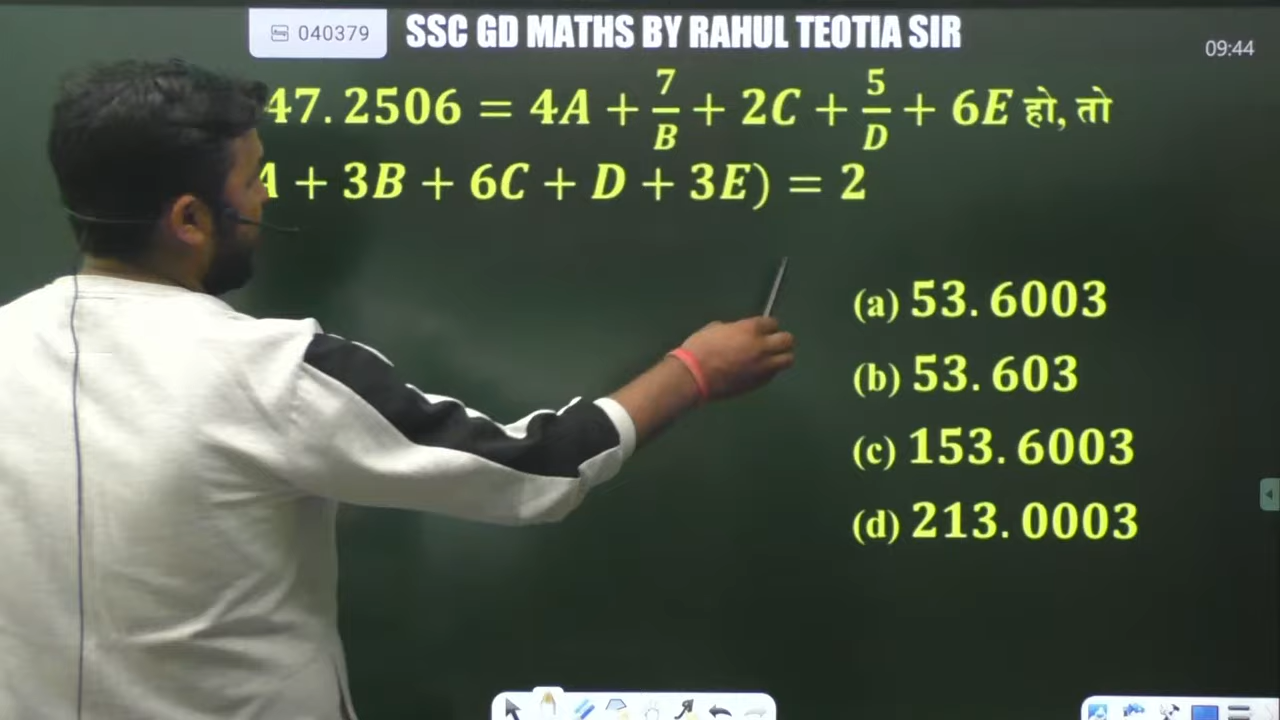 040379
SSC GD MATHS BY RAHUL TEOTIA SIR
09:44
47.2506 = 4A + 7/B + 2C + 5/D + 6E हो, तो
A + 3B + 6C + D + 3E) = 2
(a) 53.6003
(b) 53.603
(c) 153.6003
(d) 213.0003